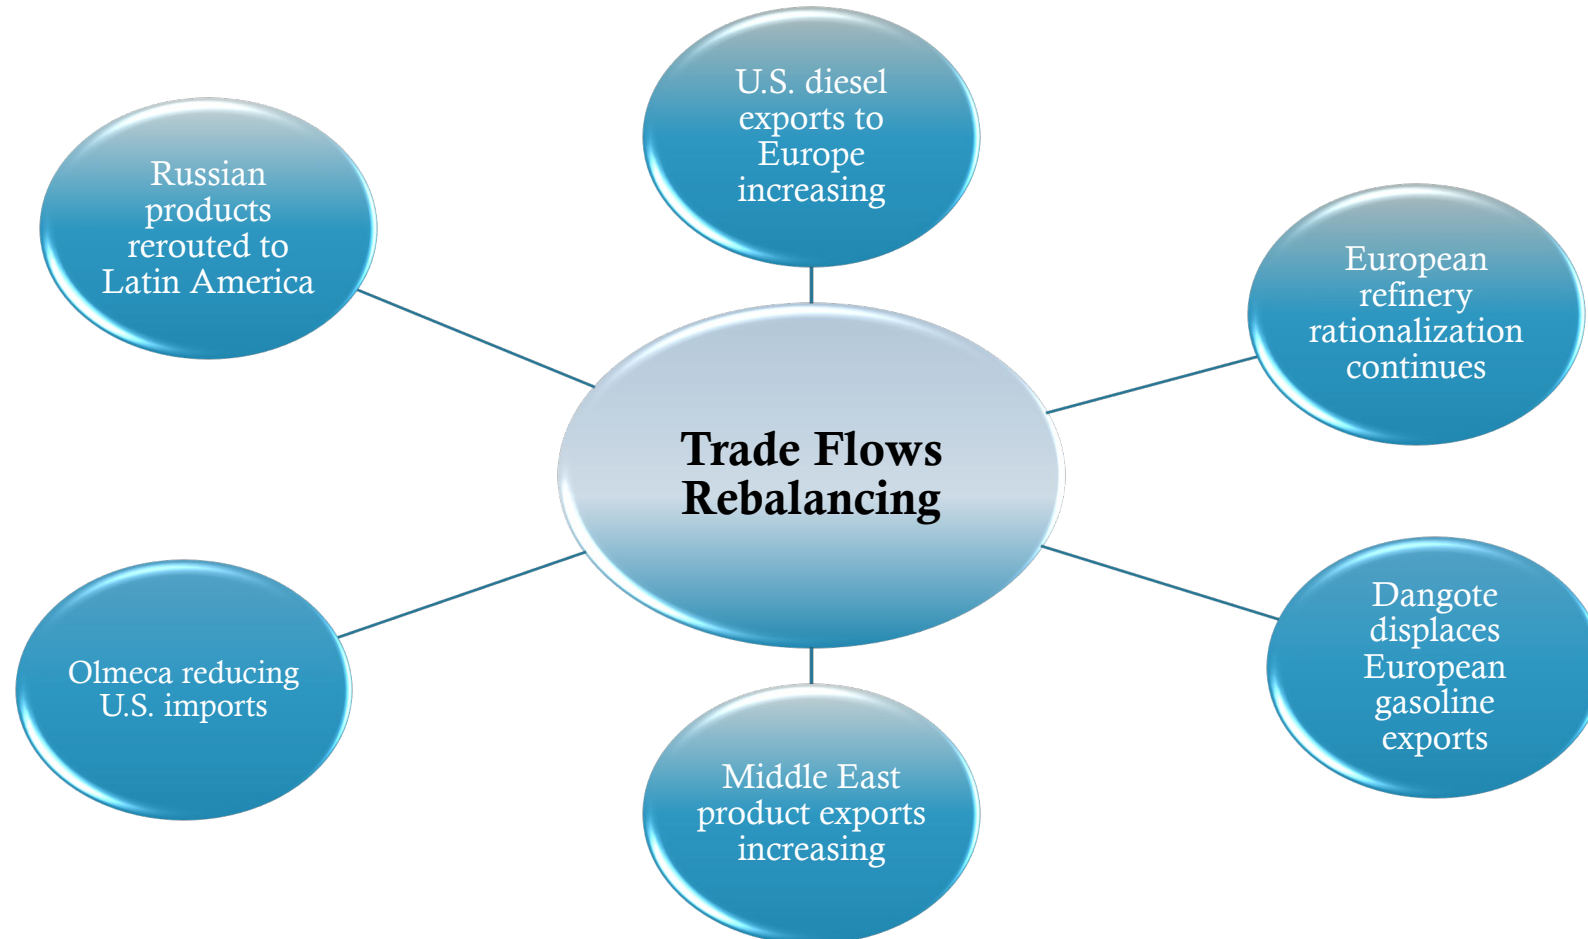 U.S. diesel
exports to
Europe
increasing
Russian
products
rerouted to
Latin America
European
refinery
rationalization
continues
Trade Flows
Rebalancing
Olmeca reducing
U.S. imports
Dangote
displaces
European
gasoline
exports
Middle East
product exports
increasing